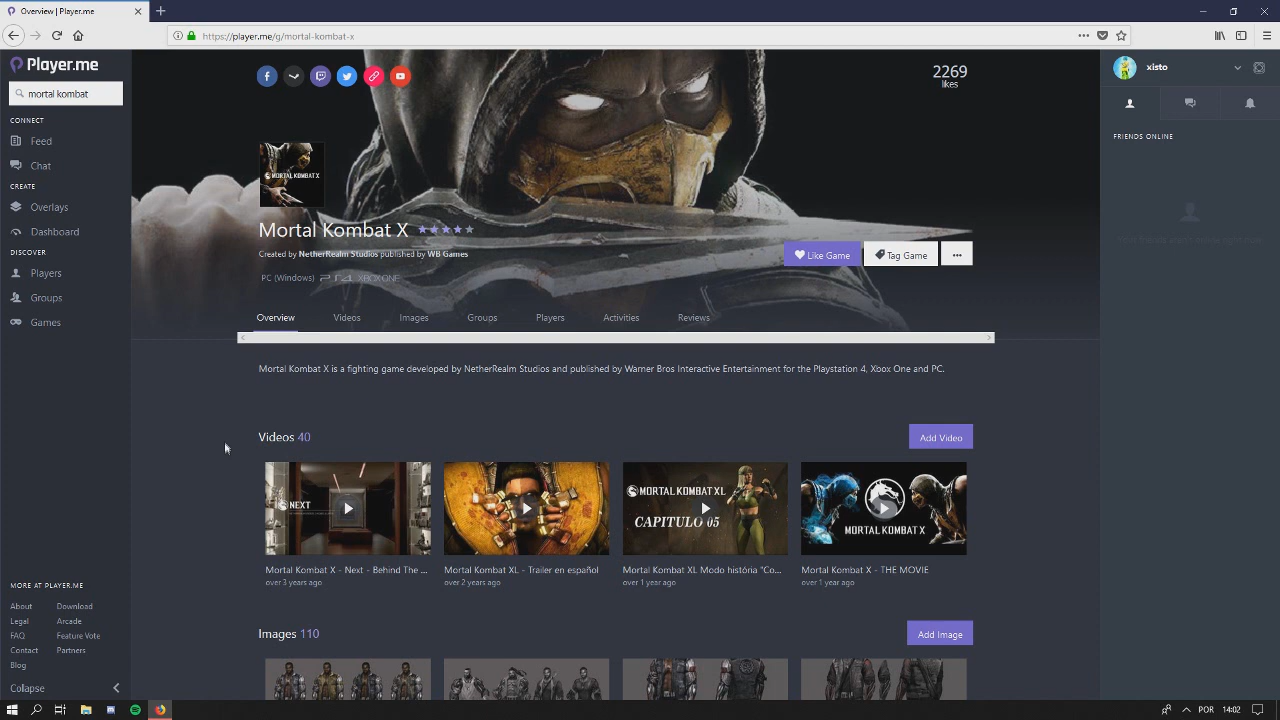 Overview | Player.me
https://player.me/g/mortal-kombat-x
Player.me
mortal kombat
CONNECT
Feed
Chat
CREATE
Overlays
Dashboard
DISCOVER
Players
Groups
Games
MORE AT PLAYER.ME
About Download
Legal Arcade
FAQ Feature Vote
Contact Partners
Blog
Collapse
2269
likes
MORTAL KOMBAT X
Mortal Kombat X
Created by NetherRealm Studios published by WB Games
PC (Windows) PS4 XBOX ONE
Like Game
Tag Game
Overview Videos Images Groups Players Activities Reviews
Mortal Kombat X is a fighting game developed by NetherRealm Studios and published by Warner Bros Interactive Entertainment for the Playstation 4, Xbox One and PC.
Videos 40
Add Video
NEXT
MORTAL KOMBAT XL
CAPITULO 05
MORTAL KOMBAT X
Mortal Kombat X - Next - Behind The ...
over 3 years ago
Mortal Kombat XL - Trailer en español
over 2 years ago
Mortal Kombat XL Modo história "Co...
over 1 year ago
Mortal Kombat X - THE MOVIE
over 1 year ago
Images 110
Add Image
xisto
FRIENDS ONLINE
POR 14:02